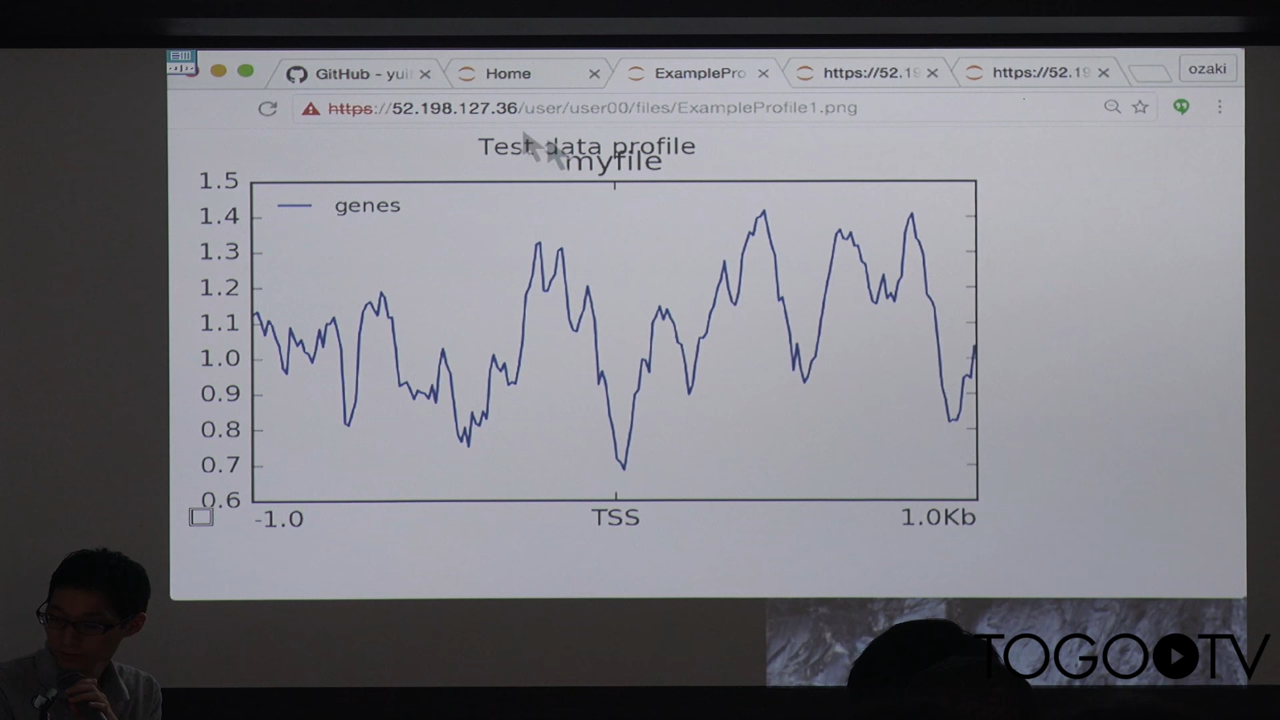 GitHub - yui
Home
ExamplePro
https://52.19
https://52.19
ozaki
https://52.198.127.36/user/user00/files/ExampleProfile1.png
Test data profile
myfile
1.5
genes
1.4
1.3
1.2
1.1
1.0
0.9
0.8
0.7
0.6
-1.0
TSS
1.0Kb
TOGOTV